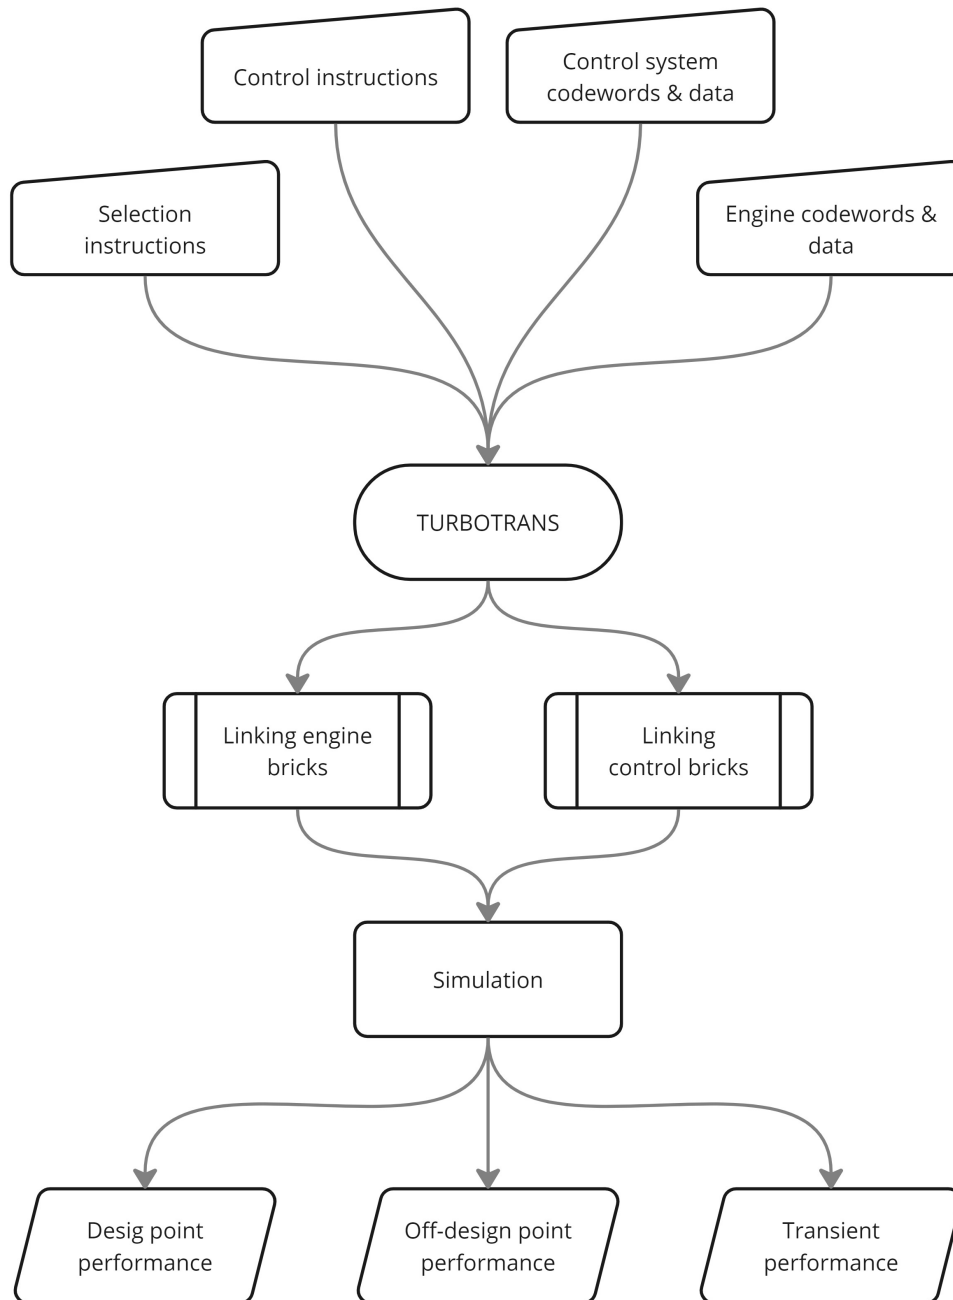 Control instructions
Control system
codewords & data
Selection
instructions
Engine codewords &
data
TURBOTRANS
Linking engine
bricks
Linking
control bricks
Simulation
Desig point
performance
Off-design point
performance
Transient
performance